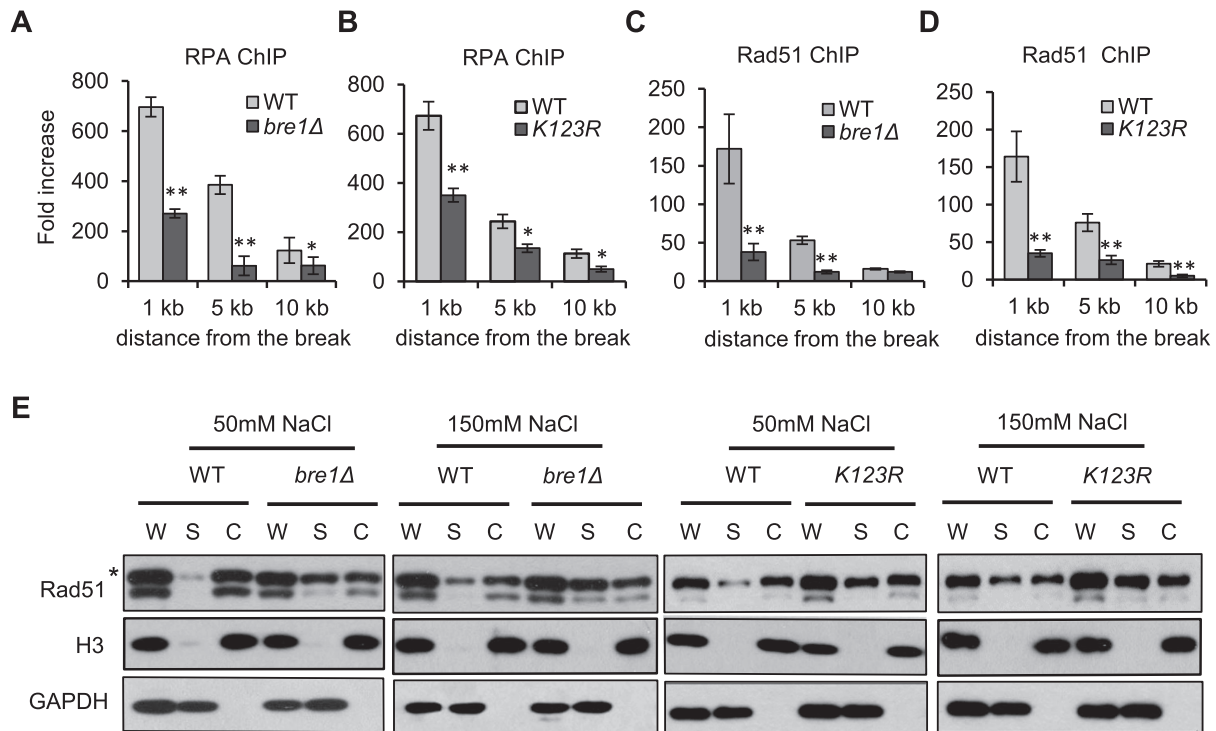 A
RPA ChIP
Fold increase
800
600
400
200
0
WT
bre1Δ
**
**
*
1 kb 5 kb 10 kb
distance from the break
B
RPA ChIP
800
600
400
200
0
WT
K123R
**
*
*
1 kb 5 kb 10 kb
distance from the break
C
Rad51 ChIP
250
200
150
100
50
0
WT
bre1Δ
**
**
1 kb 5 kb 10 kb
distance from the break
D
Rad51 ChIP
250
200
150
100
50
0
WT
K123R
**
**
**
1 kb 5 kb 10 kb
distance from the break
E
50mM NaCl 150mM NaCl 50mM NaCl 150mM NaCl
WT bre1Δ WT bre1Δ WT K123R WT K123R
W S C W S C W S C W S C W S C W S C W S C W S C
Rad51 *
H3
GAPDH